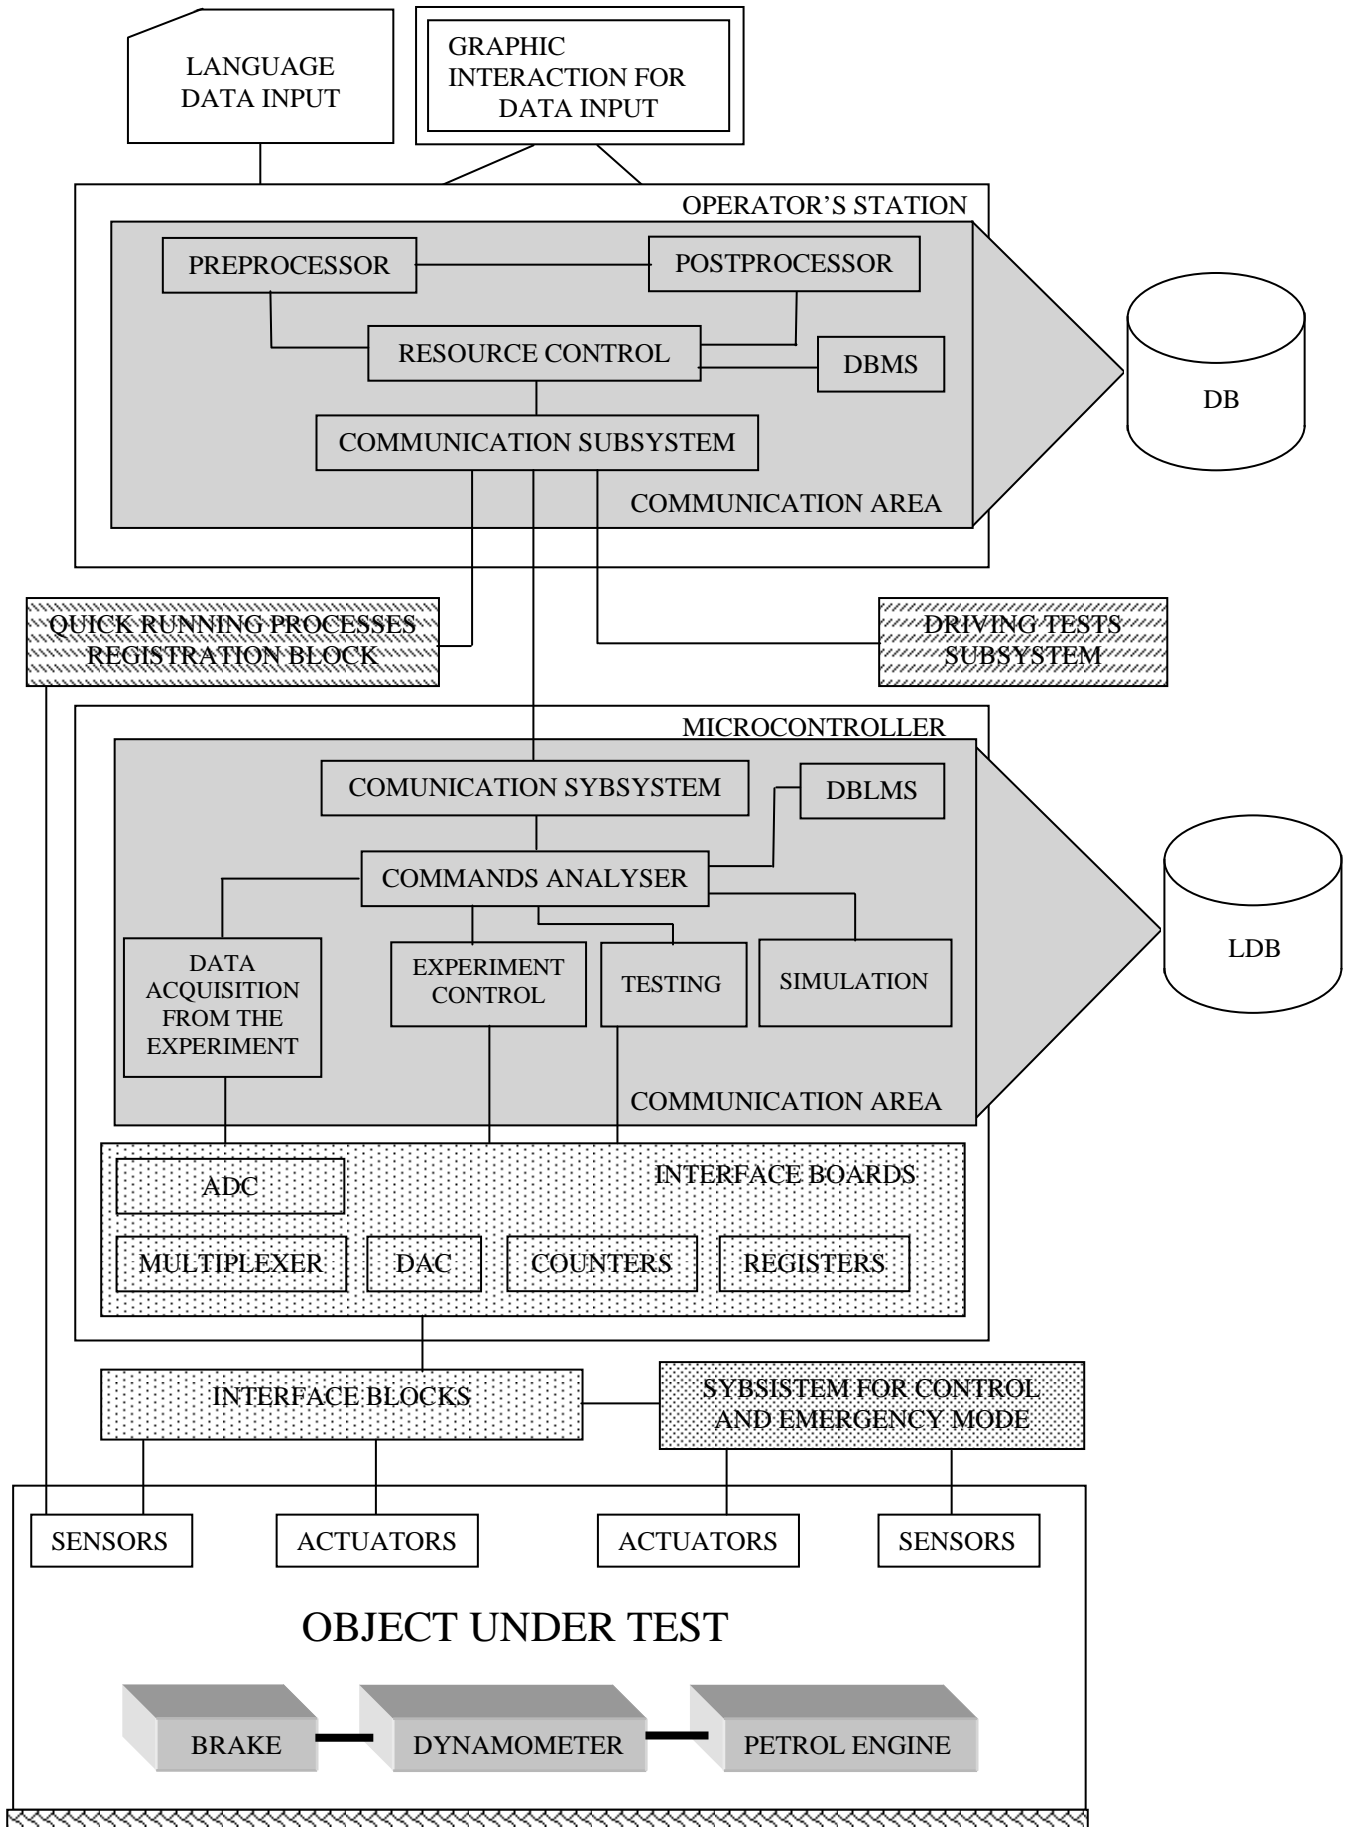 LANGUAGE
DATA INPUT
GRAPHIC
INTERACTION FOR
DATA INPUT
OPERATOR'S STATION
PREPROCESSOR
POSTPROCESSOR
RESOURCE CONTROL
DBMS
DB
COMMUNICATION SUBSYSTEM
COMMUNICATION AREA
QUICK RUNNING PROCESSES
REGISTRATION BLOCK
DRIVING TESTS
SUBSYSTEM
MICROCONTROLLER
COMUNICATION SYBSYSTEM
DBLMS
COMMANDS ANALYSER
DATA
ACQUISITION
FROM THE
EXPERIMENT
EXPERIMENT
CONTROL
TESTING
SIMULATION
LDB
COMMUNICATION AREA
INTERFACE BOARDS
ADC
MULTIPLEXER
DAC
COUNTERS
REGISTERS
INTERFACE BLOCKS
SYBSISTEM FOR CONTROL
AND EMERGENCY MODE
SENSORS
ACTUATORS
ACTUATORS
SENSORS
OBJECT UNDER TEST
BRAKE
DYNAMOMETER
PETROL ENGINE